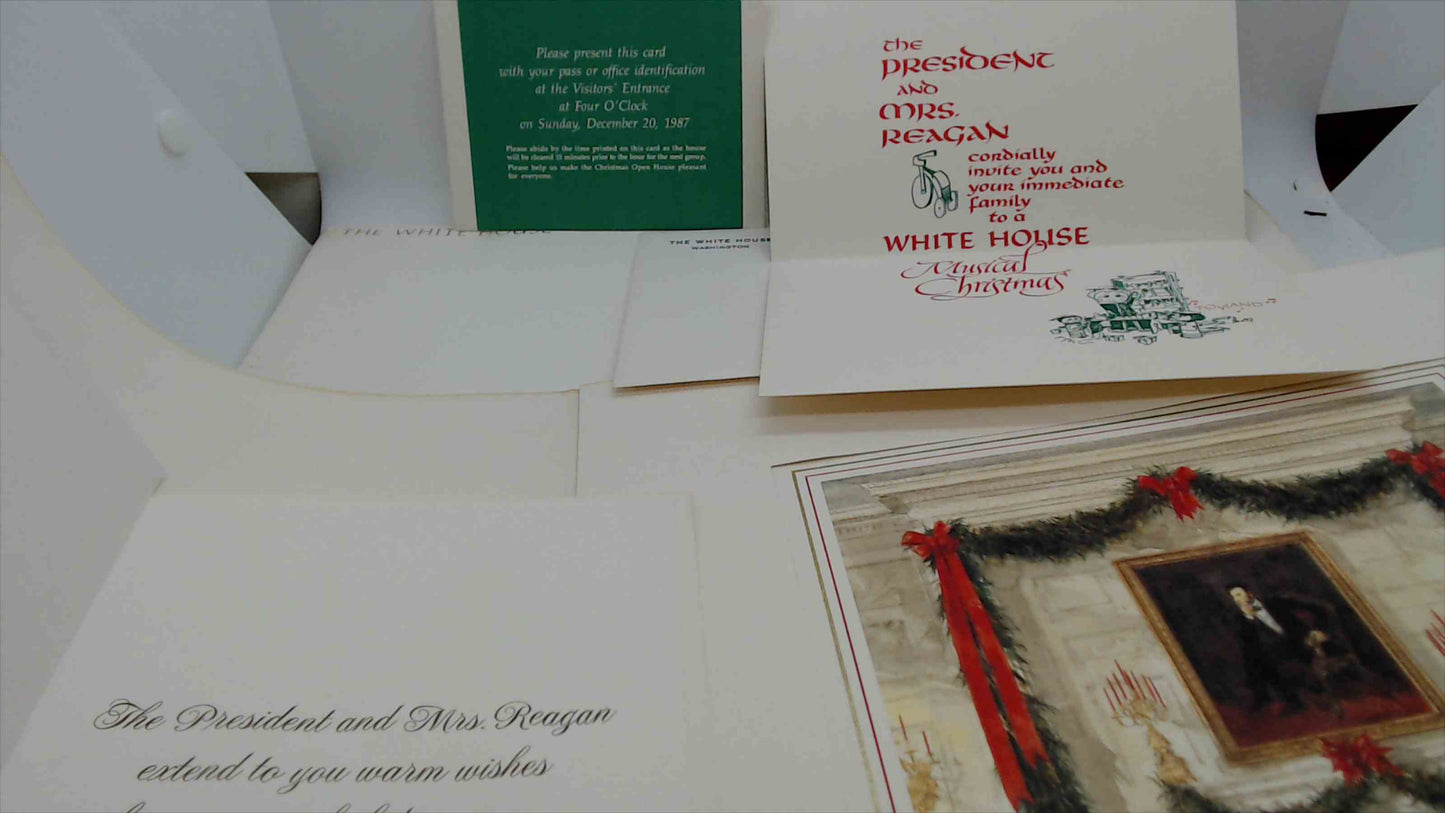 Please present this card
with your pass or office identification
at the Visitors' Entrance
at Four O'Clock
on Sunday, December 20, 1987
Please abide by the time printed on this card as the house
will be cleared 15 minutes prior to the hour for the next group.
Please help us make the Christmas Open House pleasant
for everyone.
the
PRESIDENT
AND
MRS.
REAGAN
cordially
invite you and
your immediate
family
to a
WHITE HOUSE
Musical
Christmas
TOYLAND
THE WHITE HOUSE
THE WHITE HOUSE
WASHINGTON
The President and Mrs. Reagan
extend to you warm wishes